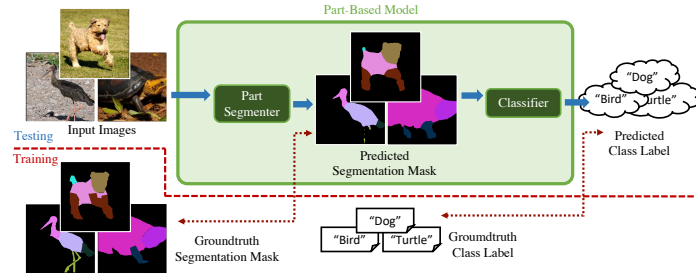 Part-Based Model
Part
Segmenter
Classifier
"Dog"
"Bird"
"Turtle"
Input Images
Testing
Training
Predicted
Segmentation Mask
Predicted
Class Label
Groundtruth
Segmentation Mask
"Dog"
"Bird"
"Turtle"
Groumdtruth
Class Label